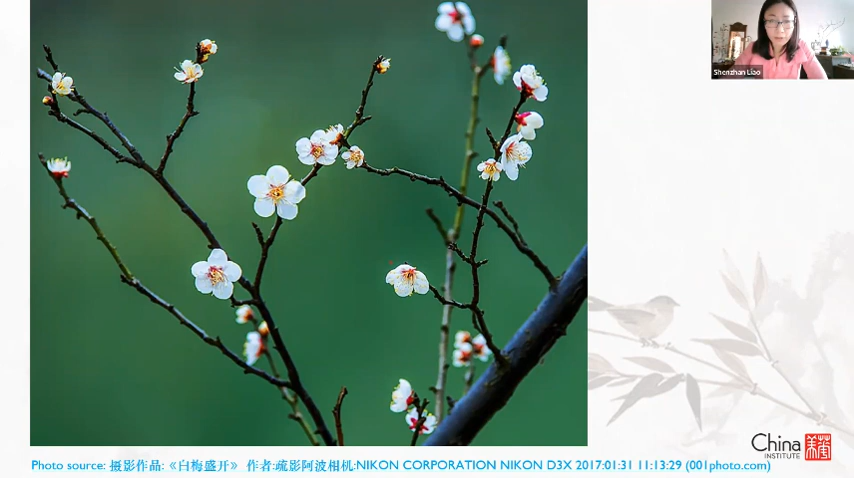 Shenzhan Liao
China
INSTITUTE
Photo source: 摄影作品:《白梅盛开》 作者:疏影阿波相机:NIKON CORPORATION NIKON D3X 2017:01:31 11:13:29 (001photo.com)